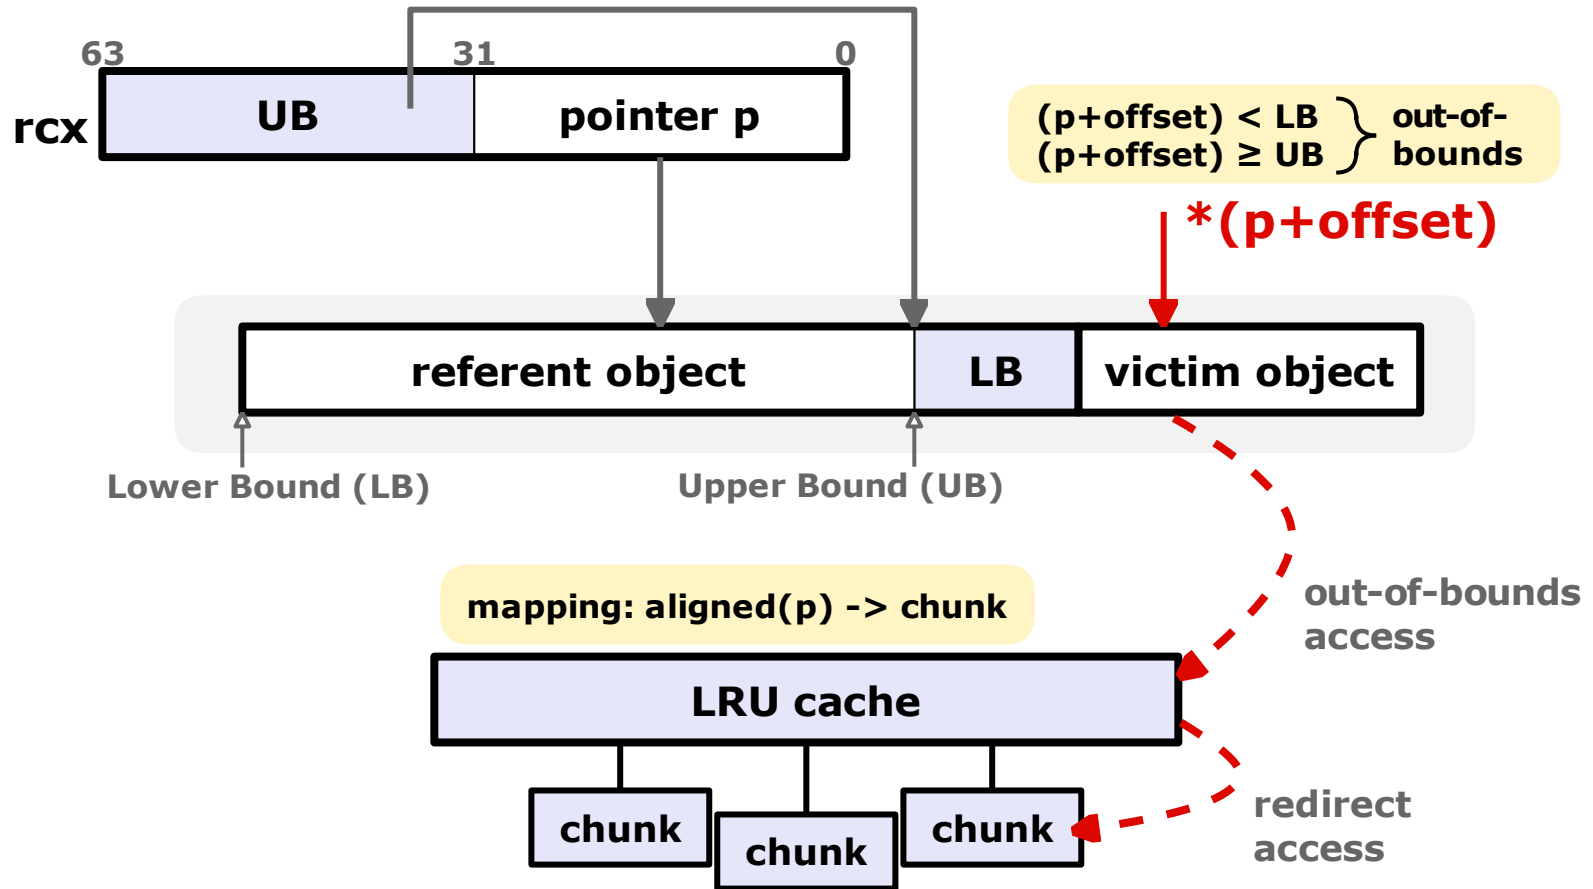 63 31 0
rcx UB pointer p
(p+offset) < LB
(p+offset) ≥ UB
out-of-
bounds
*(p+offset)
referent object LB victim object
Lower Bound (LB) Upper Bound (UB)
mapping: aligned(p) -> chunk
out-of-bounds
access
LRU cache
chunk chunk chunk
redirect
access